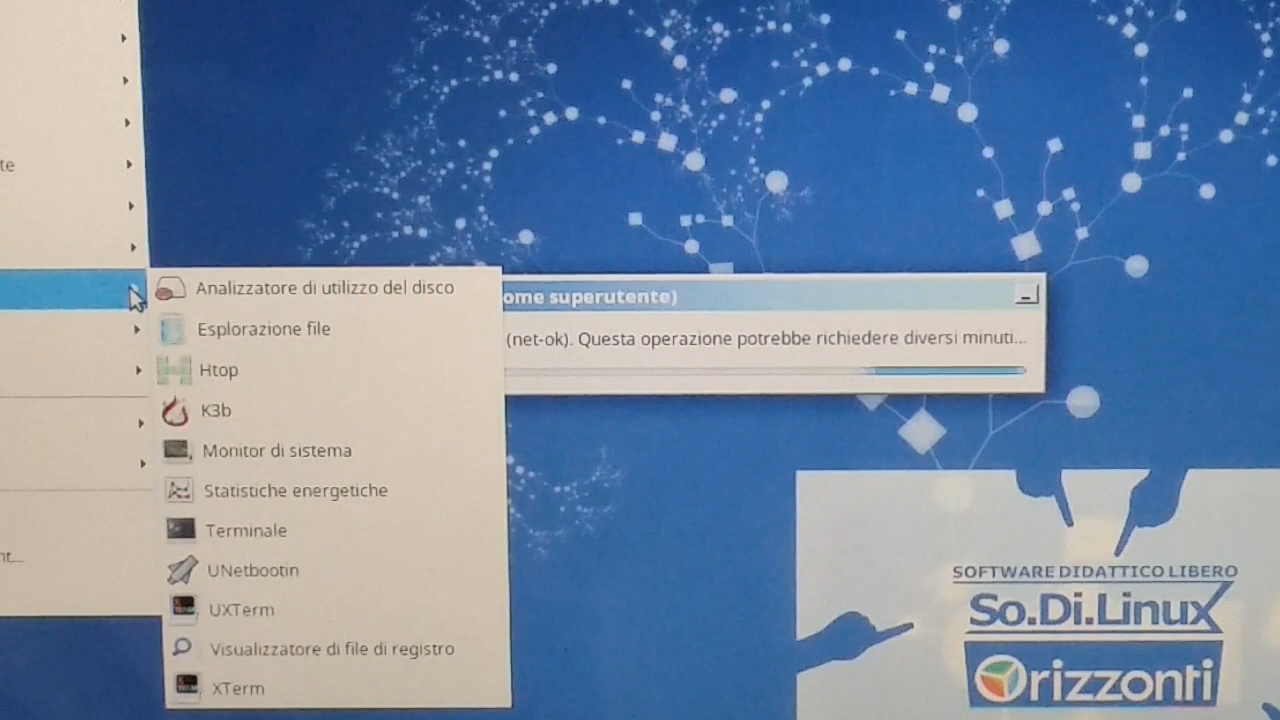 te
Analizzatore di utilizzo del disco
Esplorazione file
Htop
K3b
Monitor di sistema
Statistiche energetiche
Terminale
UNetbootin
UXTerm
Visualizzatore di file di registro
XTerm
nt...
ome superutente)
(net-ok). Questa operazione potrebbe richiedere diversi minuti...
SOFTWARE DIDATTICO LIBERO
So.Di.Linux
Orizzonti